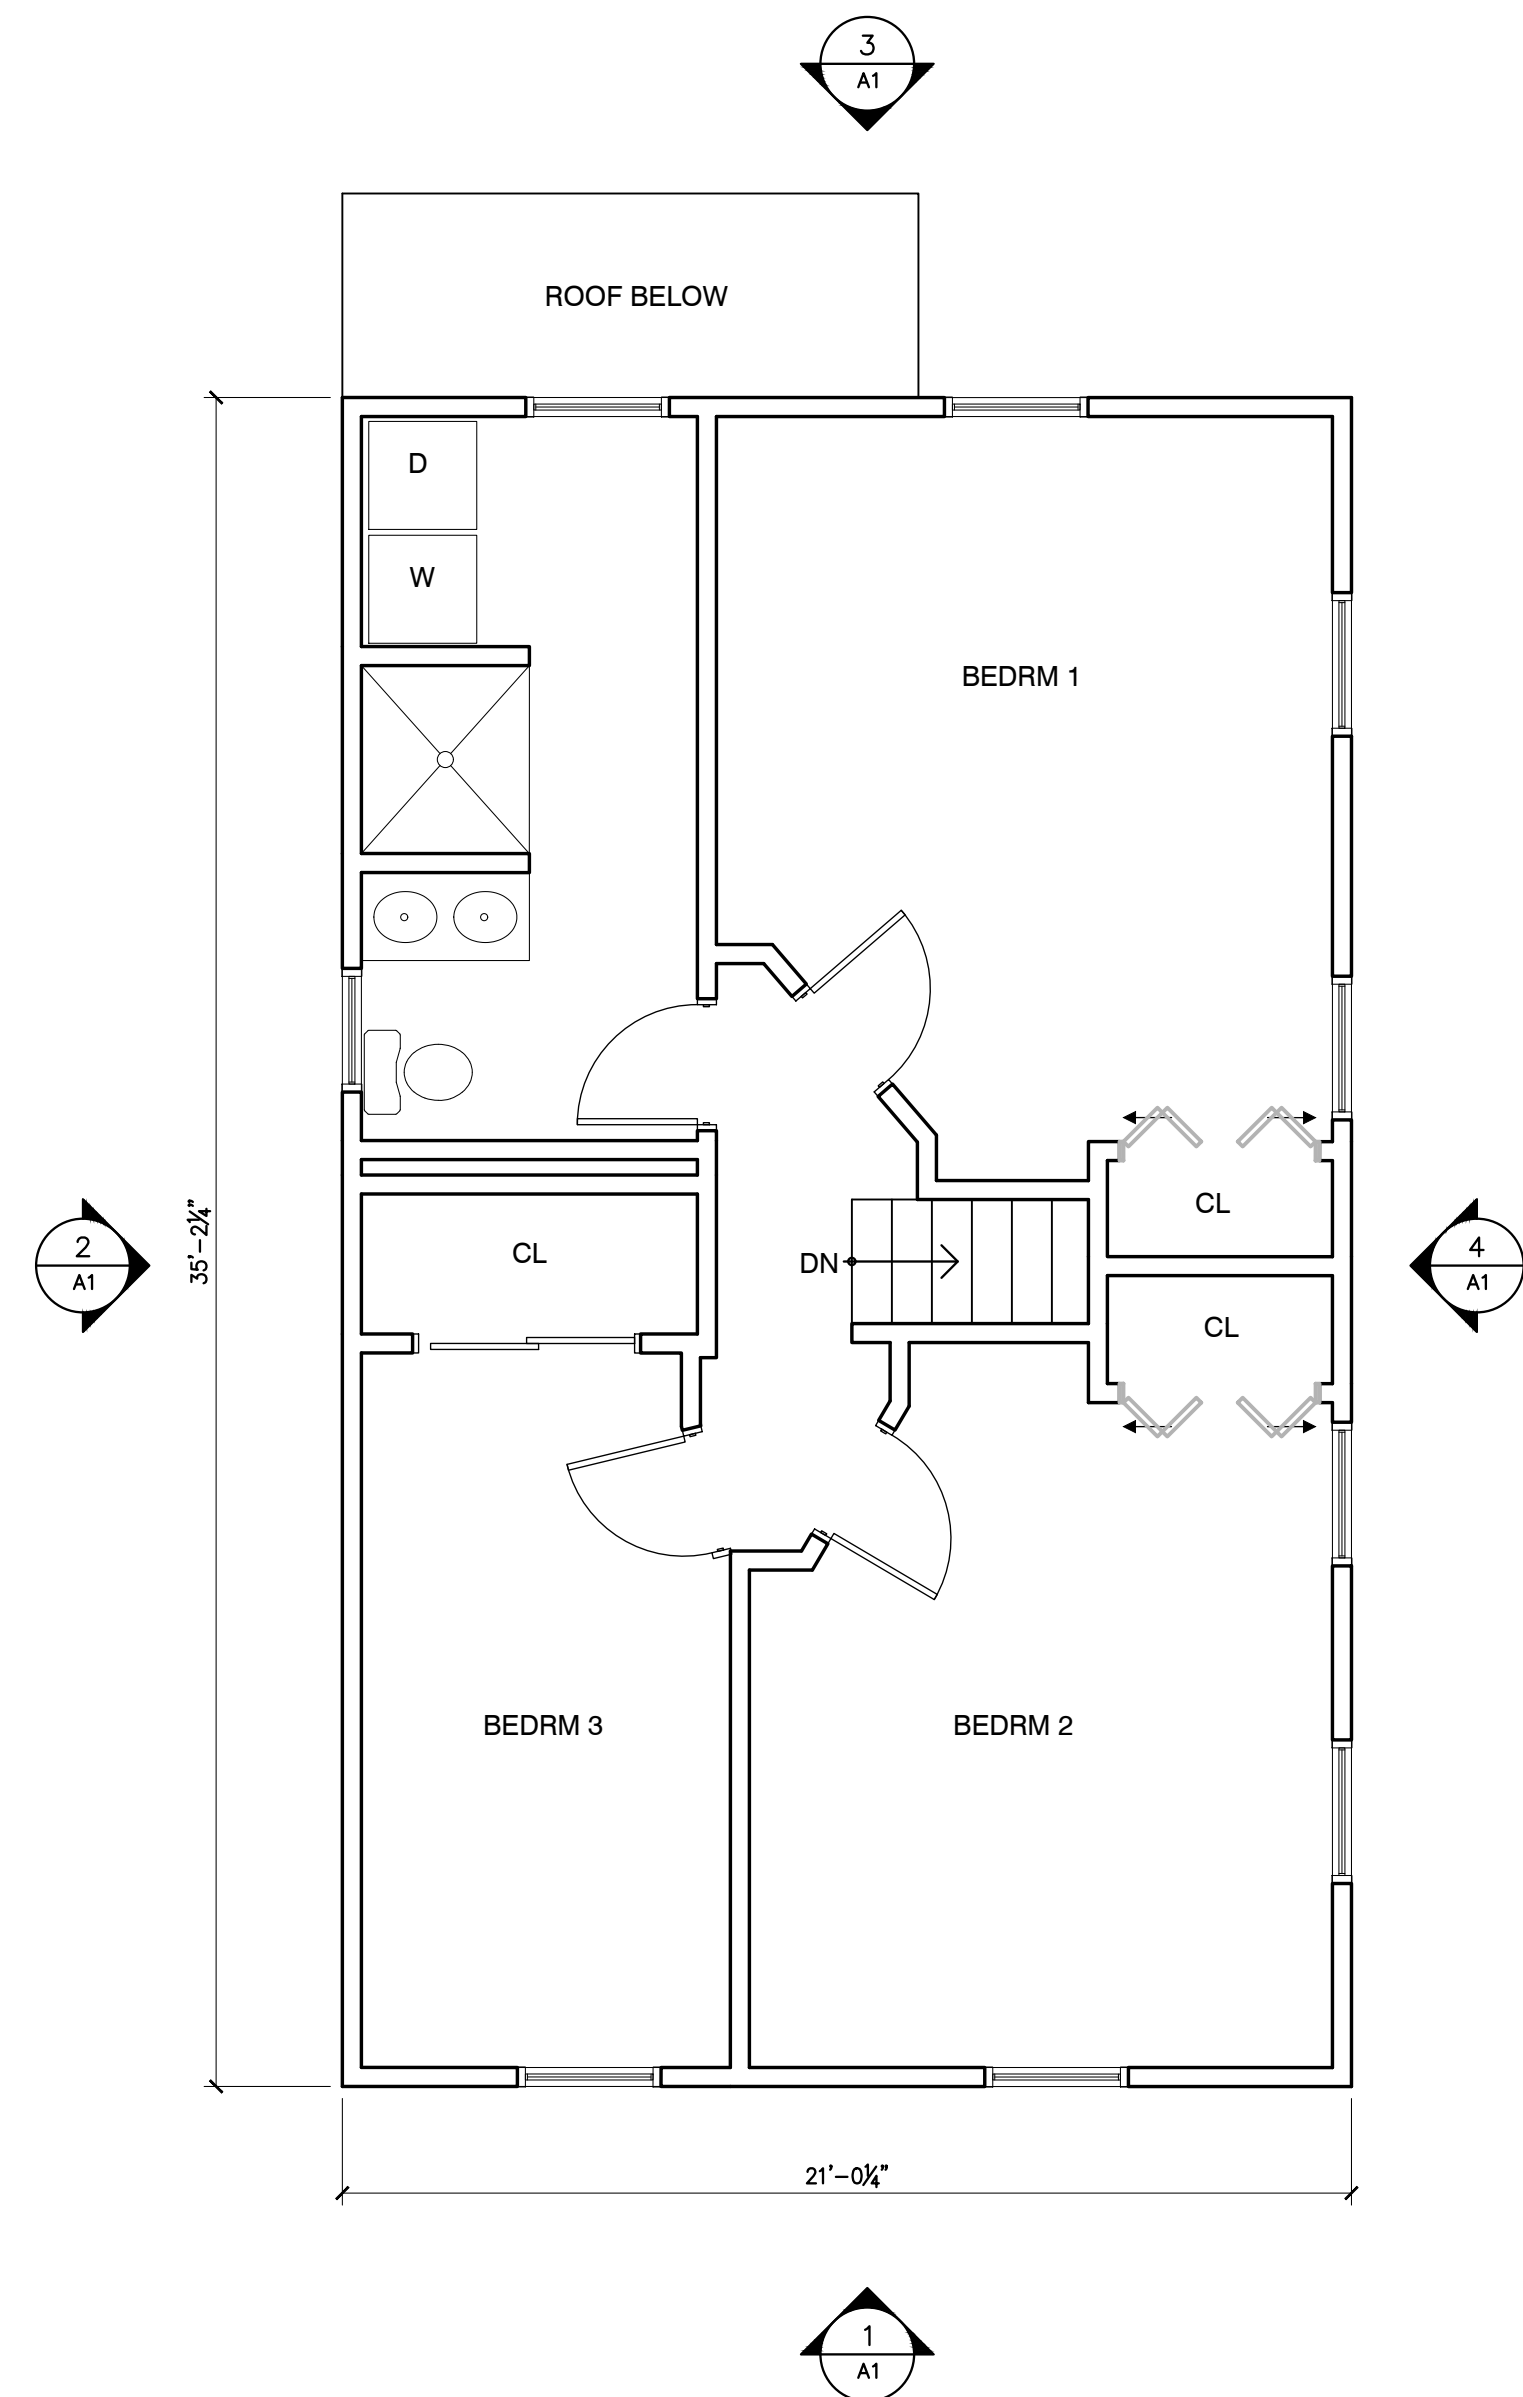 3
A1
ROOF BELOW
D
W
BEDRM 1
CL
CL
DN
CL
2
A1
35'-2¼"
4
A1
BEDRM 3
BEDRM 2
21'-0¼"
1
A1